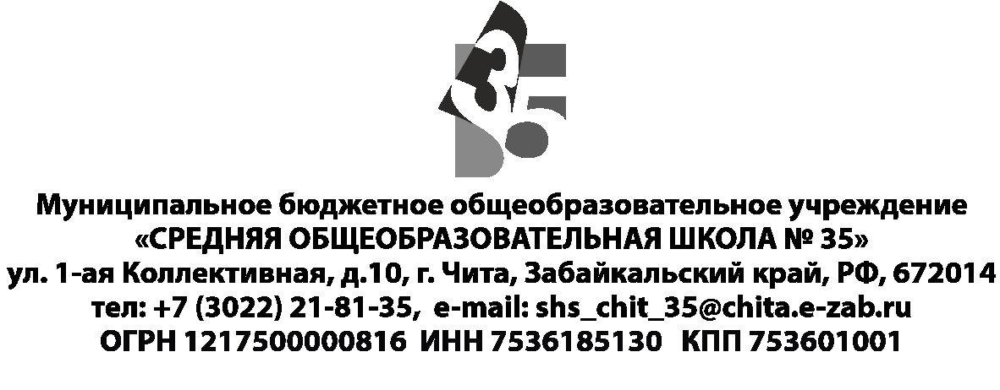 35
Муниципальное бюджетное общеобразовательное учреждение
«СРЕДНЯЯ ОБЩЕОБРАЗОВАТЕЛЬНАЯ ШКОЛА № 35»
ул. 1-ая Коллективная, д.10, г. Чита, Забайкальский край, РФ, 672014
тел: +7 (3022) 21-81-35, e-mail: shs_chit_35@chita.e-zab.ru
ОГРН 1217500000816 ИНН 7536185130 КПП 753601001